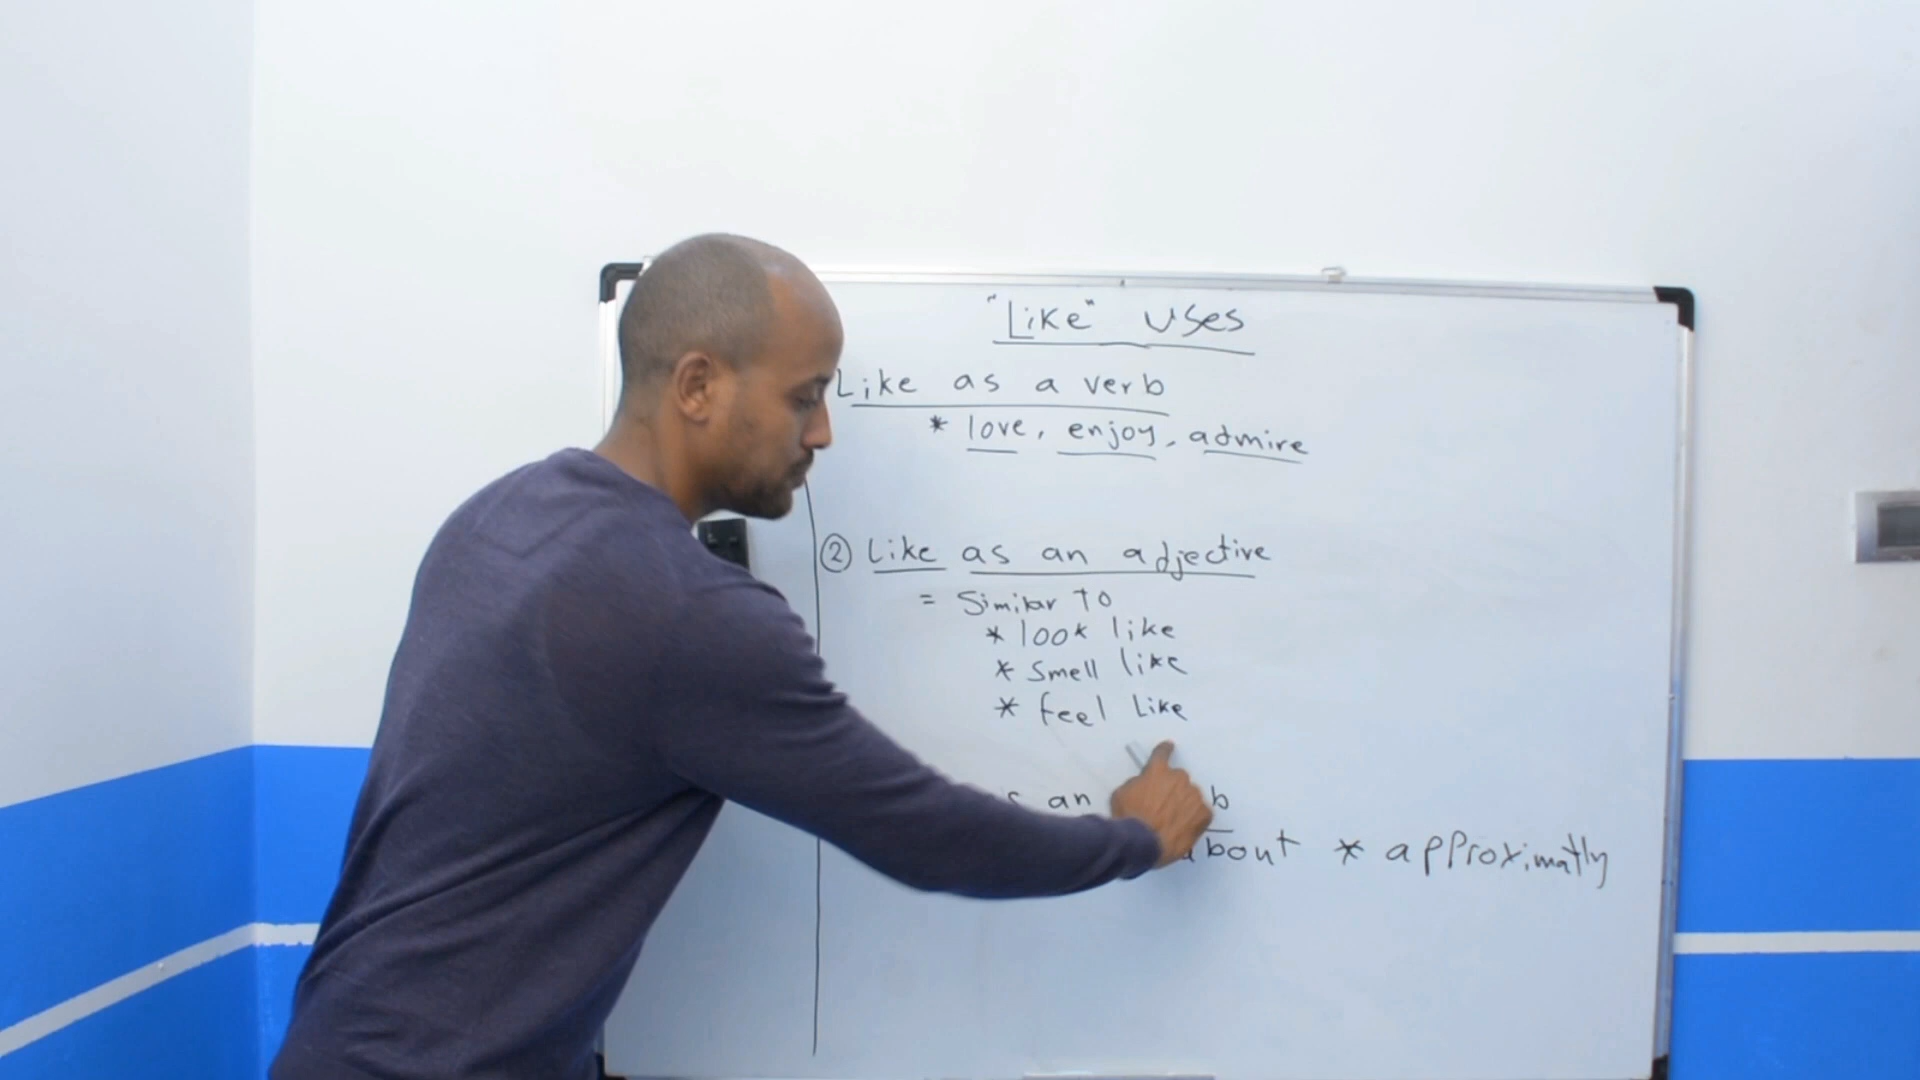 "Like" uses
Like as a verb
* love, enjoy, admire
② Like as an adjective
= Similar To
* look like
* Smell like
* feel Like
an
about * approximatly